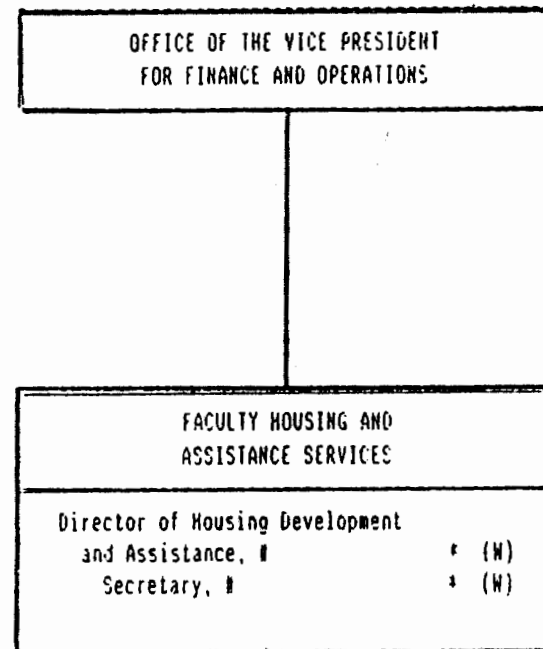 OFFICE OF THE VICE PRESIDENT
FOR FINANCE AND OPERATIONS
FACULTY HOUSING AND
ASSISTANCE SERVICES
Director of Housing Development
and Assistance, # * (W)
Secretary, # * (W)